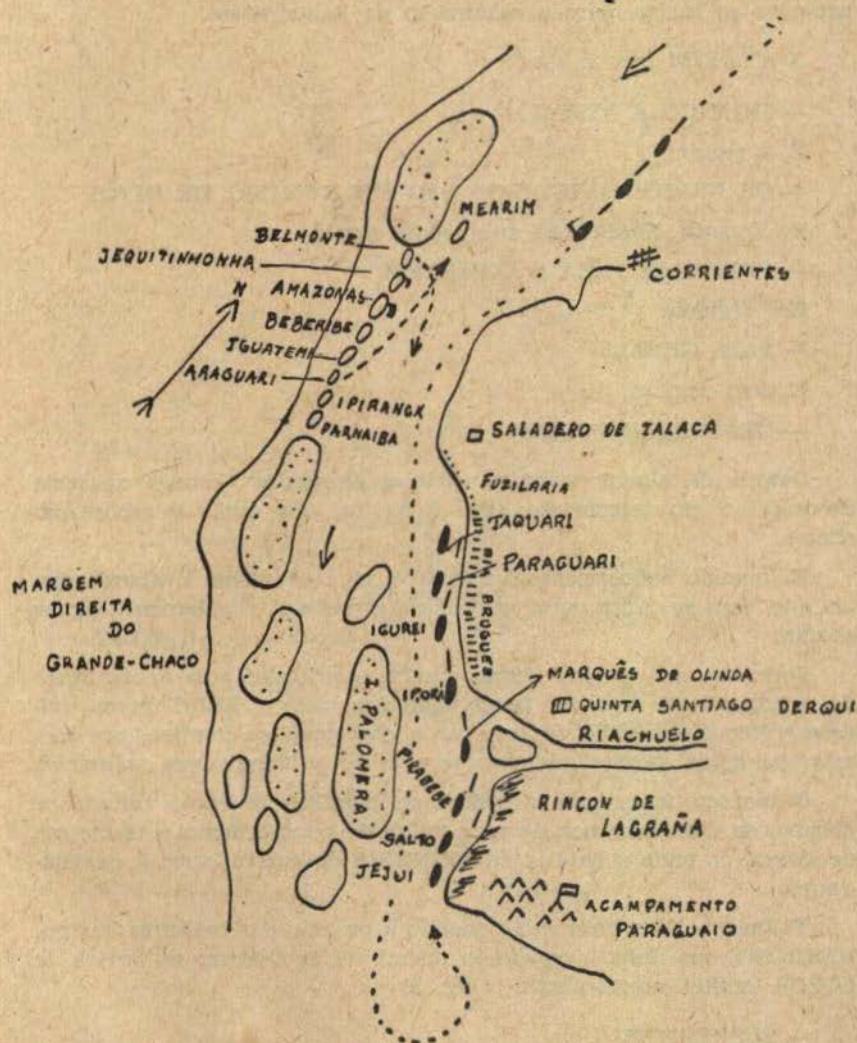 MEARIM
BELMONTE
JEQUITINHONHA
CORRIENTES
N
AMAZONAS
BEBERIBE
IGUATEMI
ARAGUARI
IPIRANGA
PARNAIBA
SALADERO DE TALACA
FUZILARIA
TAQUARI
PARAGUARI
MARGEM
DIREITA
DO
GRANDE-CHACO
IGUREI
BRUGUES
IPORÁ
MARQUÊS DE OLINDA
QUINTA SANTIAGO DERQUI
RIACHUELO
I. PALOMERA
PIRABEBE
RINCON DE
LAGRAÑA
SALTO
JEJUI
ACAMPAMENTO
PARAGUAIO